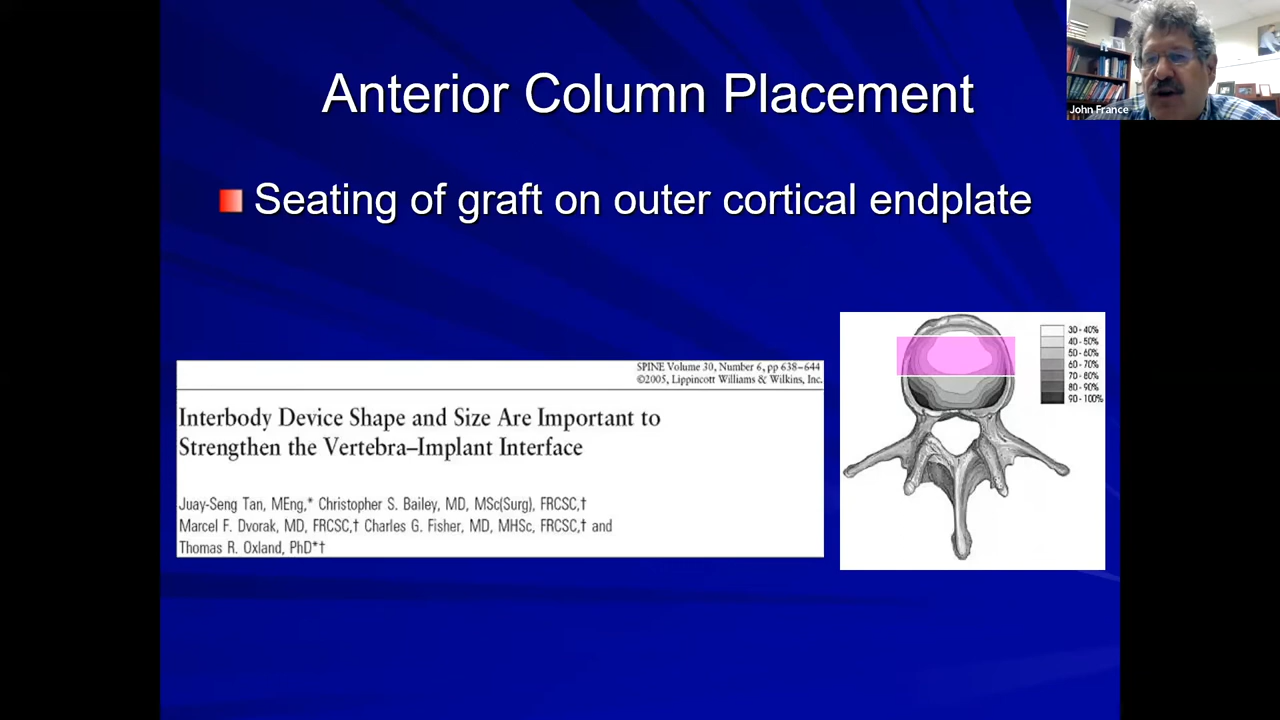 Anterior Column Placement
John France
Seating of graft on outer cortical endplate
SPINE Volume 30, Number 6, pp 638–644
©2005, Lippincott Williams & Wilkins, Inc.
Interbody Device Shape and Size Are Important to
Strengthen the Vertebra–Implant Interface
Juay-Seng Tan, MEng,* Christopher S. Bailey, MD, MSc(Surg), FRCSC,†
Marcel F. Dvorak, MD, FRCSC,† Charles G. Fisher, MD, MHSc, FRCSC,† and
Thomas R. Oxland, PhD*†
30 - 40%
40 - 50%
50 - 60%
60 - 70%
70 - 80%
80 - 90%
90 - 100%